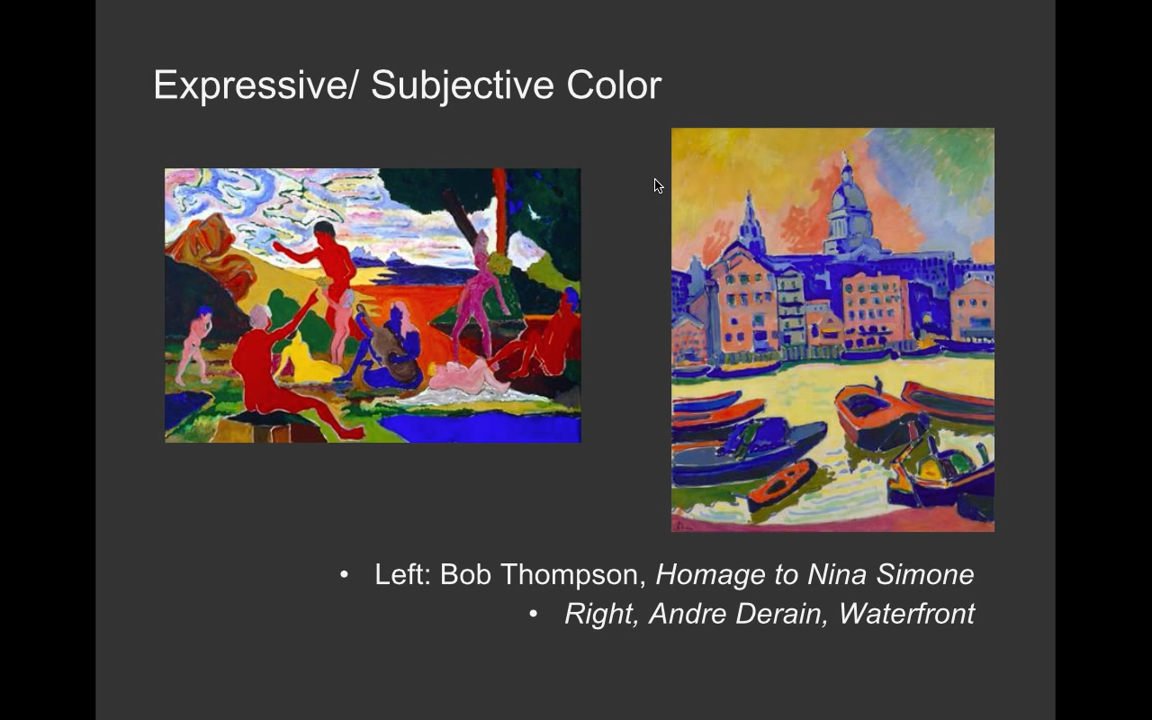 Expressive/ Subjective Color
• Left: Bob Thompson, Homage to Nina Simone
• Right, Andre Derain, Waterfront